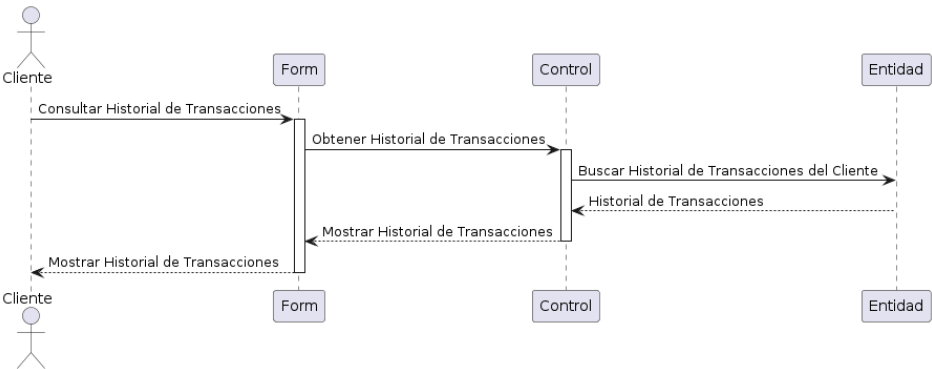 Cliente
Form
Control
Entidad
Consultar Historial de Transacciones
Obtener Historial de Transacciones
Buscar Historial de Transacciones del Cliente
Historial de Transacciones
Mostrar Historial de Transacciones
Mostrar Historial de Transacciones
Cliente
Form
Control
Entidad